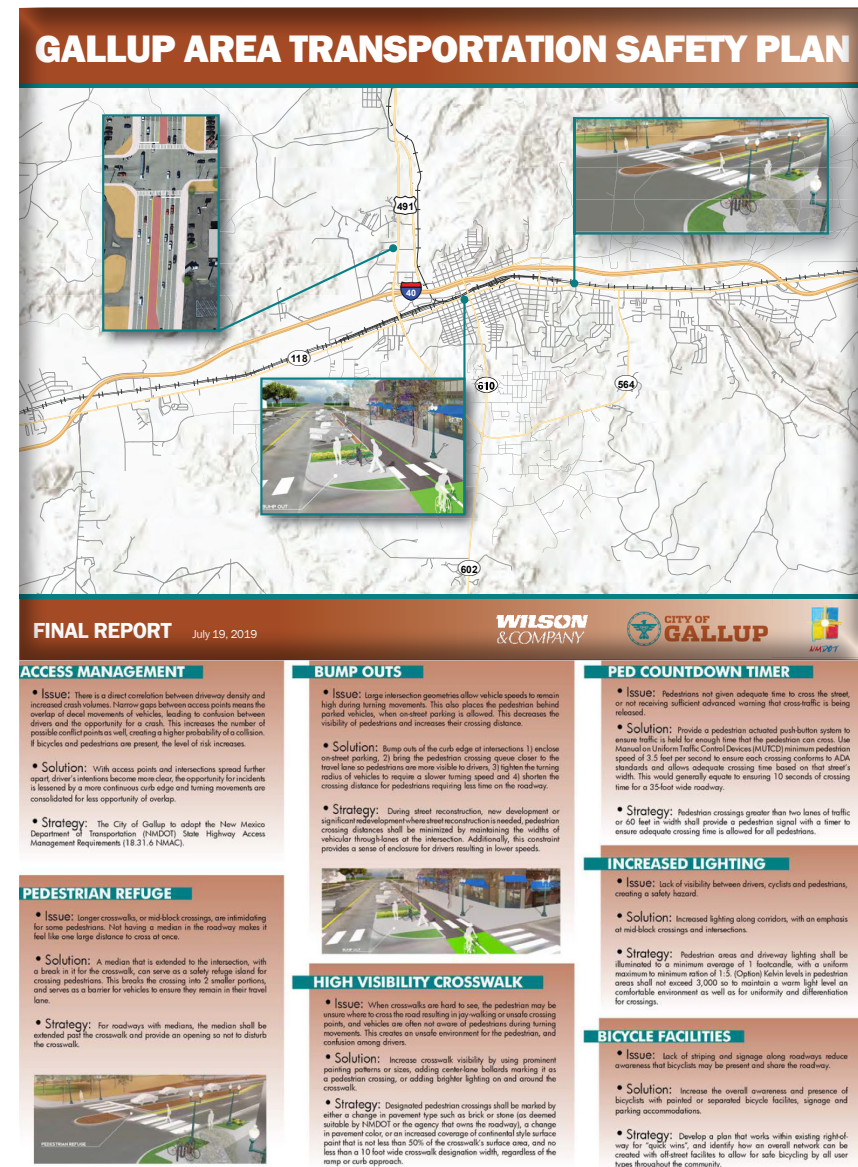 GALLUP AREA TRANSPORTATION SAFETY PLAN
491
40
118
610
564
BUMP OUT
602
FINAL REPORT July 19, 2019
WILSON
&COMPANY
CITY OF
GALLUP
NMDOT
ACCESS MANAGEMENT
• Issue: There is a direct correlation between driveway density and
increased crash volumes. Narrow gaps between access points means the
overlap of decel movements of vehicles, leading to confusion between
drivers and the opportunity for a crash. This increases the number of
possible conflict points as well, creating a higher probability of a collision.
If bicycles and pedestrians are present, the level of risk increases.
• Solution: With access points and intersections spread further
apart, driver's intentions become more clear, the opportunity for incidents
is lessened by a more continuous curb edge and turning movements are
consolidated for less opportunity of overlap.
• Strategy: The City of Gallup to adopt the New Mexico
Department of Transportation (NMDOT) State Highway Access
Management Requirements (18.31.6 NMAC).
PEDESTRIAN REFUGE
• Issue: Longer crosswalks, or mid-block crossings, are intimidating
for some pedestrians. Not having a median in the roadway makes it
feel like one large distance to cross at once.
• Solution: A median that is extended to the intersection, with
a break in it for the crosswalk, can serve as a safety refuge island for
crossing pedestrians. This breaks the crossing into 2 smaller portions,
and serves as a barrier for vehicles to ensure they remain in their travel
lane.
• Strategy: For roadways with medians, the median shall be
extended past the crosswalk and provide an opening so not to disturb
the crosswalk.
PEDESTRIAN REFUGE
BUMP OUTS
• Issue: Large intersection geometries allow vehicle speeds to remain
high during turning movements. This also places the pedestrian behind
parked vehicles, when on-street parking is allowed. This decreases the
visibility of pedestrians and increases their crossing distance.
• Solution: Bump outs of the curb edge at intersections 1) enclose
on-street parking, 2) bring the pedestrian crossing queue closer to the
travel lane so pedestrians are more visible to drivers, 3) tighten the turning
radius of vehicles to require a slower turning speed and 4) shorten the
crossing distance for pedestrians requiring less time on the roadway.
• Strategy: During street reconstruction, new development or
significant redevelopment where street reconstruction is needed, pedestrian
crossing distances shall be minimized by maintaining the widths of
vehicular through-lanes at the intersection. Additionally, this constraint
provides a sense of enclosure for drivers resulting in lower speeds.
BUMP OUT
HIGH VISIBILITY CROSSWALK
• Issue: When crosswalks are hard to see, the pedestrian may be
unsure where to cross the road resulting in jay-walking or unsafe crossing
points, and vehicles are often not aware of pedestrians during turning
movements. This creates an unsafe environment for the pedestrian, and
confusion among drivers.
• Solution: Increase crosswalk visibility by using prominent
painting patterns or sizes, adding center-lane bollards marking it as
a pedestrian crossing, or adding brighter lighting on and around the
crosswalk.
• Strategy: Designated pedestrian crossings shall be marked by
either a change in pavement type such as brick or stone (as deemed
suitable by NMDOT or the agency that owns the roadway), a change
in pavement color, or an increased coverage of continental style surface
paint that is not less than 50% of the crosswalk's surface area, and no
less than a 10 foot wide crosswalk designation width, regardless of the
ramp or curb approach.
PED COUNTDOWN TIMER
• Issue: Pedestrians not given adequate time to cross the street,
or not receiving sufficient advanced warning that cross-traffic is being
released.
• Solution: Provide a pedestrian actuated push-button system to
ensure traffic is held for enough time that the pedestrian can cross. Use
Manual on Uniform Traffic Control Devices (MUTCD) minimum pedestrian
speed of 3.5 feet per second to ensure each crossing conforms to ADA
standards and allows adequate crossing time based on that street's
width. This would generally equate to ensuring 10 seconds of crossing
time for a 35-foot wide roadway.
• Strategy: Pedestrian crossings greater than two lanes of traffic
or 60 feet in width shall provide a pedestrian signal with a timer to
ensure adequate crossing time is allowed for all pedestrians.
INCREASED LIGHTING
• Issue: Lack of visibility between drivers, cyclists and pedestrians,
creating a safety hazard.
• Solution: Increased lighting along corridors, with an emphasis
at mid-block crossings and intersections.
• Strategy: Pedestrian areas and driveway lighting shall be
illuminated to a minimum average of 1 footcandle, with a uniform
maximum to minimum ration of 1:5. (Option) Kelvin levels in pedestrian
areas shall not exceed 3,000 so to maintain a warm light level an
comfortable environment as well as for uniformity and differentiation
for crossings.
BICYCLE FACILITIES
• Issue: Lack of striping and signage along roadways reduce
awareness that bicyclists may be present and share the roadway.
• Solution: Increase the overall awareness and presence of
bicyclists with painted or separated bicycle facilites, signage and
parking accommodations.
• Strategy: Develop a plan that works within existing right-of-
way for "quick wins", and identify how an overall network can be
created with off-street facilites to allow for safe bicycling by all user
types throughout the community.